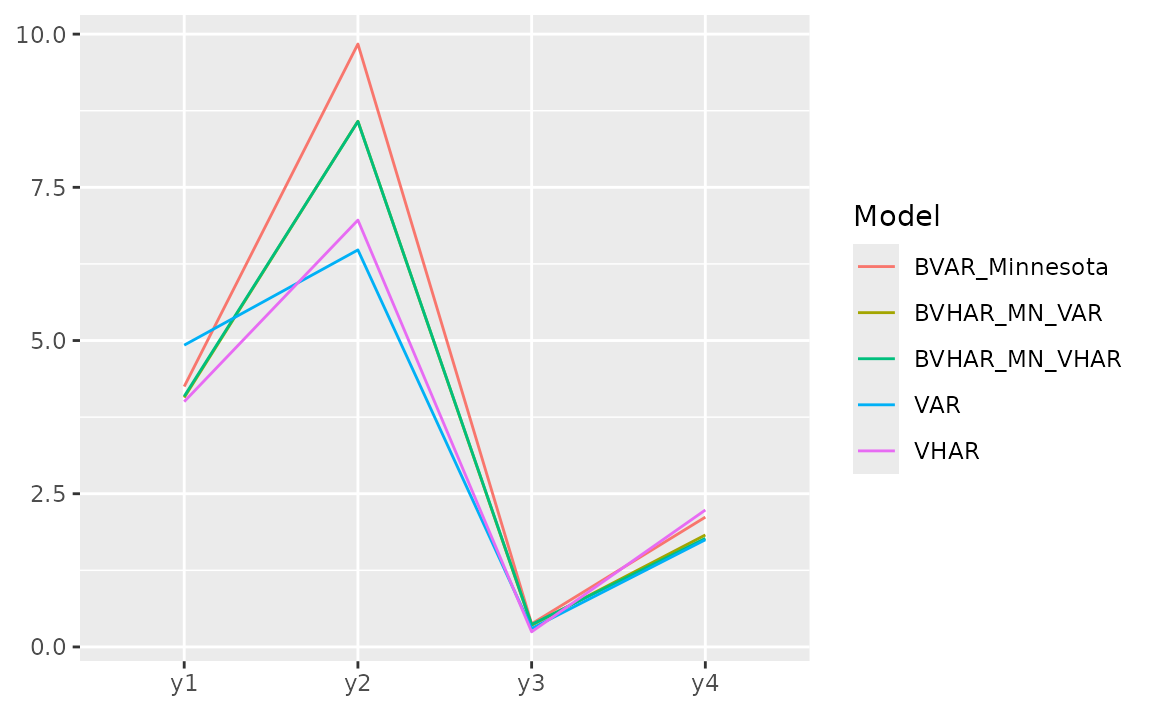 10.0
7.5
5.0
2.5
0.0
y1 y2 y3 y4
Model
BVAR_Minnesota
BVHAR_MN_VAR
BVHAR_MN_VHAR
VAR
VHAR